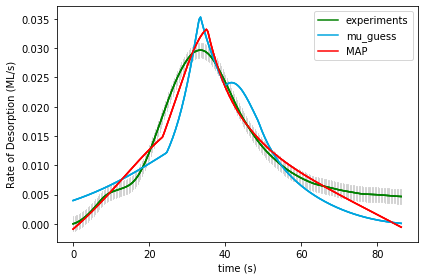 experiments
mu_guess
MAP
Rate of Desorption (ML/s)
0.035
0.030
0.025
0.020
0.015
0.010
0.005
0.000
0 20 40 60 80
time (s)